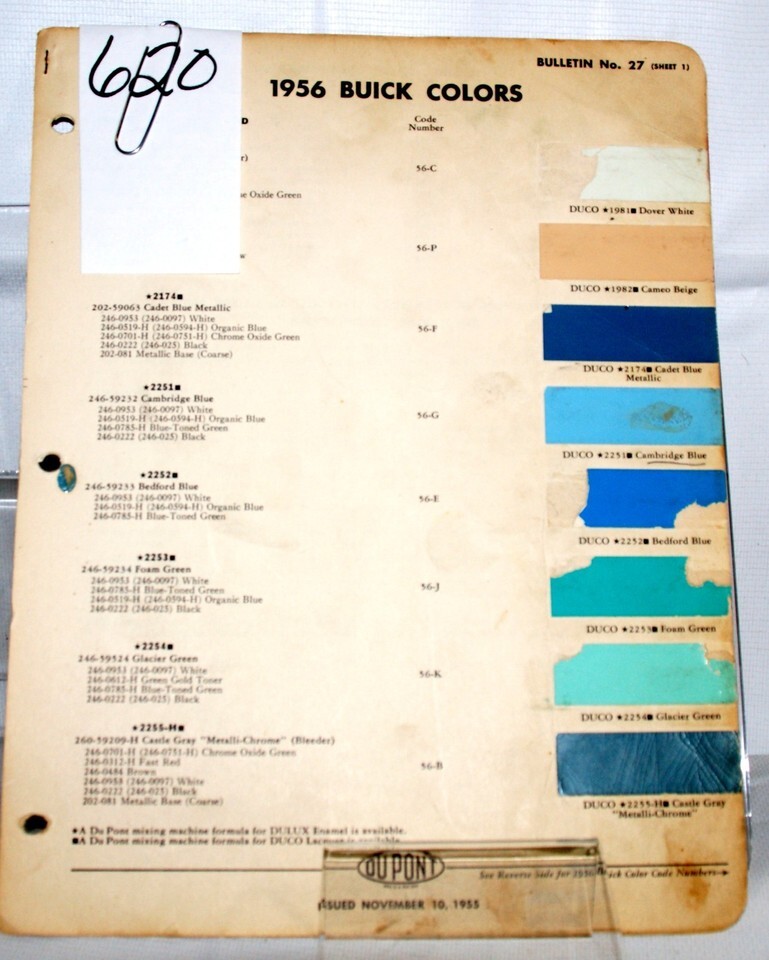 620
BULLETIN No. 27 (SHEET 1)
1956 BUICK COLORS
D
Code
Number
r)
56-C
e Oxide Green
DUCO ★1981■ Dover White
w
56-P
DUCO ★1982■ Cameo Beige
★2174■
202-59063 Cadet Blue Metallic
246-0953 (246-0097) White
246-0519-H (246-0594-H) Organic Blue
246-0701-H (246-0751-H) Chrome Oxide Green
246-0222 (246-025) Black
202-081 Metallic Base (Coarse)
56-F
DUCO ★2174■ Cadet Blue
Metallic
★2251■
246-59232 Cambridge Blue
246-0953 (246-0097) White
246-0519-H (246-0594-H) Organic Blue
246-0785-H Blue-Toned Green
246-0222 (246-025) Black
56-G
DUCO ★2251■ Cambridge Blue
★2252■
246-59233 Bedford Blue
246-0953 (246-0097) White
246-0519-H (246-0594-H) Organic Blue
246-0785-H Blue-Toned Green
56-E
DUCO ★2252■ Bedford Blue
★2253■
246-59234 Foam Green
246-0953 (246-0097) White
246-0785-H Blue-Toned Green
246-0519-H (246-0594-H) Organic Blue
246-0222 (246-025) Black
56-J
DUCO ★2253■ Foam Green
★2254■
246-59524 Glacier Green
246-0953 (246-0097) White
246-0612-H Green Gold Toner
246-0785-H Blue-Toned Green
246-0222 (246-025) Black
56-K
DUCO ★2254■ Glacier Green
★2255-H■
260-59209-H Castle Gray "Metalli-Chrome" (Bleeder)
246-0701-H (246-0751-H) Chrome Oxide Green
246-0312-H Fast Red
246-0484 Brown
246-0953 (246-0097) White
246-0222 (246-025) Black
202-081 Metallic Base (Coarse)
56-B
DUCO ★2255-H■ Castle Gray
"Metalli-Chrome"
★A Du Pont mixing machine formula for DULUX Enamel is available.
■A Du Pont mixing machine formula for DUCO Lacquer is available.
DU PONT
See Reverse Side for 1956 Buick Color Code Numbers→
ISSUED NOVEMBER 10, 1955